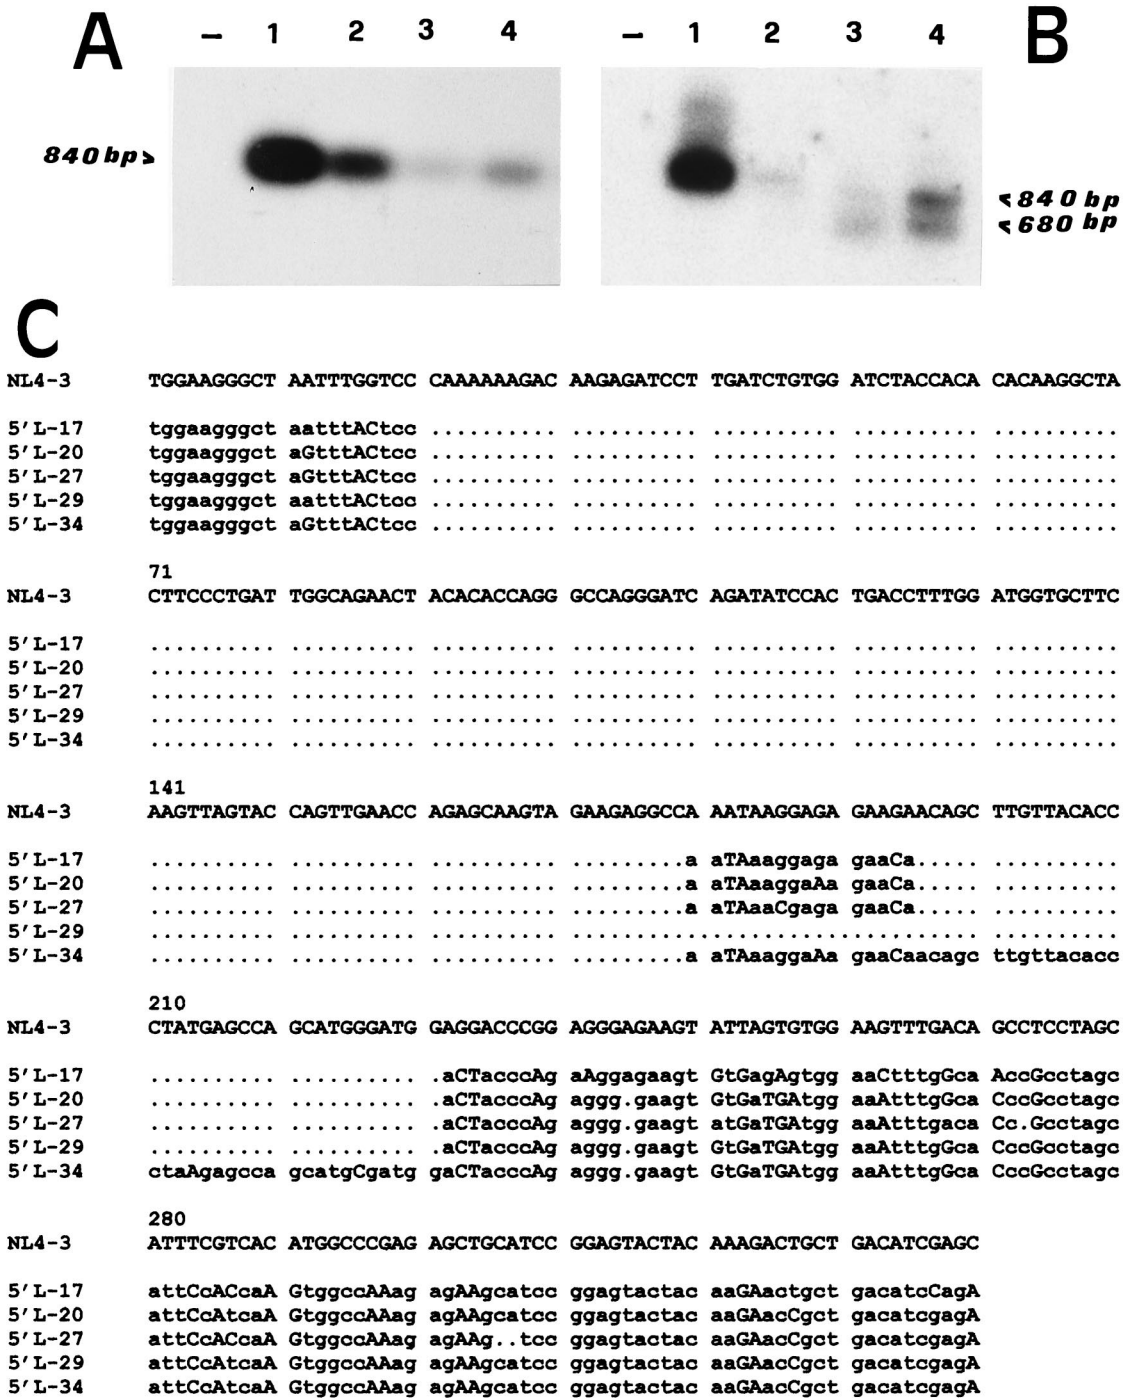 A - 1 2 3 4 - 1 2 3 4 B
840 bp >
< 840 bp
< 680 bp
C
NL4-3 TGGAAGGGCT AATTTGGTCC CAAAAAAGAC AAGAGATCCT TGATCTGTGG ATCTACCACA CACAAGGCTA
5'L-17 tggaagggct aatttACtcc .......... .......... .......... .......... ..........
5'L-20 tggaagggct aGtttACtcc .......... .......... .......... .......... ..........
5'L-27 tggaagggct aGtttACtcc .......... .......... .......... .......... ..........
5'L-29 tggaagggct aatttACtcc .......... .......... .......... .......... ..........
5'L-34 tggaagggct aGtttACtcc .......... .......... .......... .......... ..........
71
NL4-3 CTTCCCTGAT TGGCAGAACT ACACACCAGG GCCAGGGATC AGATATCCAC TGACCTTTGG ATGGTGCTTC
5'L-17 .......... .......... .......... .......... .......... .......... ..........
5'L-20 .......... .......... .......... .......... .......... .......... ..........
5'L-27 .......... .......... .......... .......... .......... .......... ..........
5'L-29 .......... .......... .......... .......... .......... .......... ..........
5'L-34 .......... .......... .......... .......... .......... .......... ..........
141
NL4-3 AAGTTAGTAC CAGTTGAACC AGAGCAAGTA GAAGAGGCCA AATAAGGAGA GAAGAACAGC TTGTTACACC
5'L-17 .......... .......... .......... .........a aTAaaggaga gaaCa..... ..........
5'L-20 .......... .......... .......... .........a aTAaaggaAa gaaCa..... ..........
5'L-27 .......... .......... .......... .........a aTAaaCgaga gaaCa..... ..........
5'L-29 .......... .......... .......... .......... .......... .......... ..........
5'L-34 .......... .......... .......... .........a aTAaaggaAa gaaCaacagc ttgttacacc
210
NL4-3 CTATGAGCCA GCATGGGATG GAGGACCCGG AGGGAGAAGT ATTAGTGTGG AAGTTTGACA GCCTCCTAGC
5'L-17 .......... .......... .aCTacccAg aAggagaagt GtGagAgtgg aaCtttgGca AccGcctagc
5'L-20 .......... .......... .aCTacccAg aggg.gaagt GtGaTGAtgg aaAtttgGca CccGcctagc
5'L-27 .......... .......... .aCTacccAg aggg.gaagt atGaTGAtgg aaAtttgaca Cc.Gcctagc
5'L-29 .......... .......... .aCTacccAg aggg.gaagt GtGaTGAtgg aaAtttgGca CccGcctagc
5'L-34 ctaAgagcca gcatgCgatg gaCTacccAg aggg.gaagt GtGaTGAtgg aaAtttgGca CccGcctagc
280
NL4-3 ATTTCGTCAC ATGGCCCGAG AGCTGCATCC GGAGTACTAC AAAGACTGCT GACATCGAGC
5'L-17 attCcACcaA GtggccAAag agAAgcatcc ggagtactac aaGAactgct gacatcCagA
5'L-20 attCcAtcaA GtggccAAag agAAgcatcc ggagtactac aaGAacCgct gacatcgagA
5'L-27 attCcACcaA GtggccAAag agAAg..tcc ggagtactac aaGAacCgct gacatcgagA
5'L-29 attCcAtcaA GtggccAAag agAAgcatcc ggagtactac aaGAacCgct gacatcgagA
5'L-34 attCcAtcaA GtggccAAag agAAgcatcc ggagtactac aaGAacCgct gacatcgagA